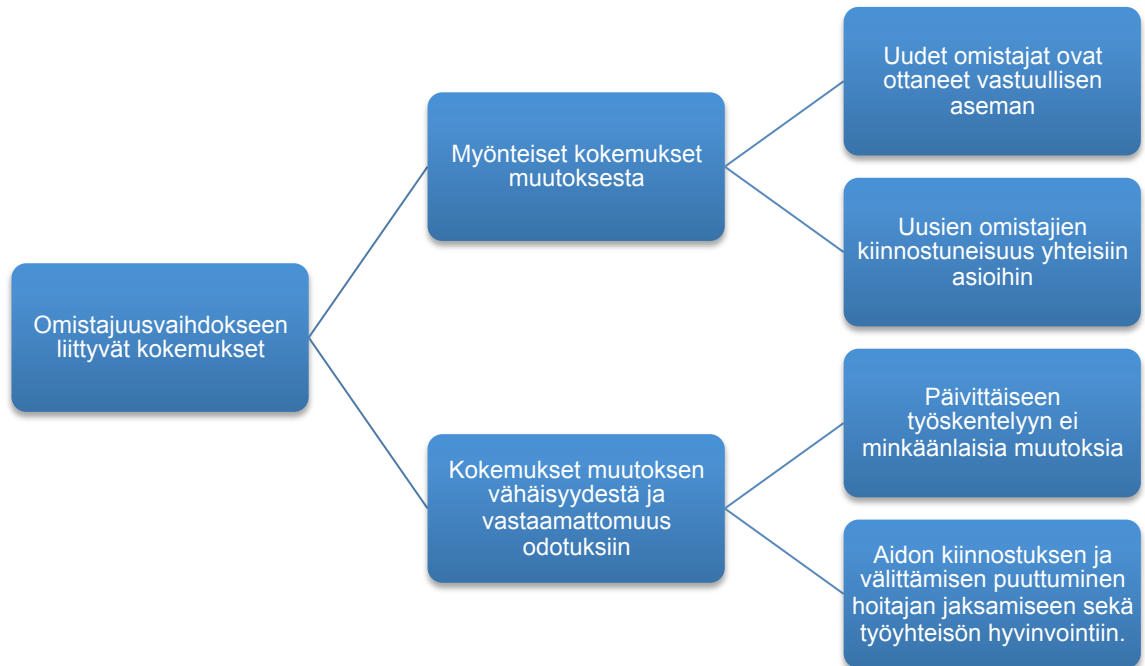 Omistajuusvaihdokseen
liittyvät kokemukset
Myönteiset kokemukset
muutoksesta
Uudet omistajat ovat
ottaneet vastuullisen
aseman
Uusien omistajien
kiinnostuneisuus yhteisiin
asioihin
Kokemukset muutoksen
vähäisyydestä ja
vastaamattomuus
odotuksiin
Päivittäiseen
työskentelyyn ei
minkäänlaisia muutoksia
Aidon kiinnostuksen ja
välittämisen puuttuminen
hoitajan jaksamiseen sekä
työyhteisön hyvinvointiin.